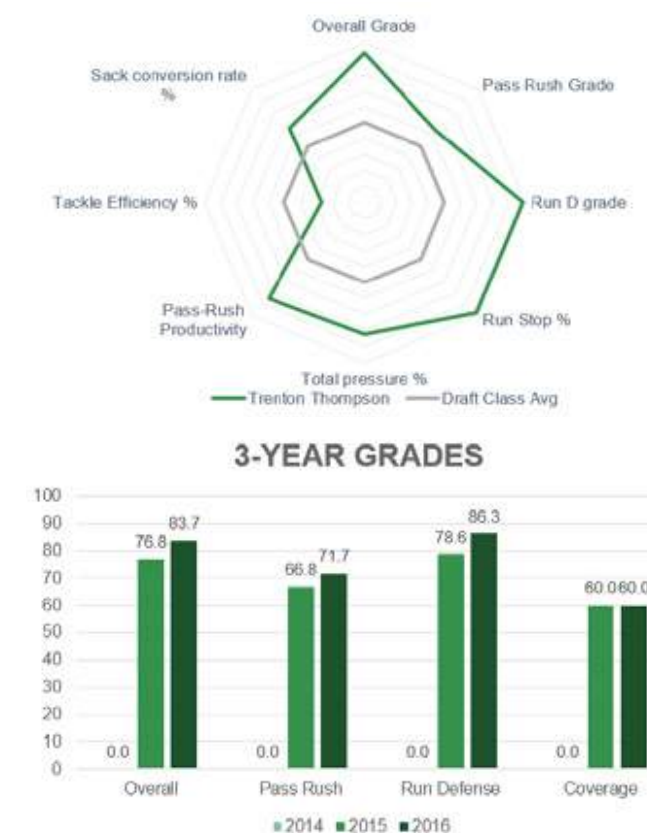 Overall Grade
Sack conversion rate
%
Pass Rush Grade
Tackle Efficiency %
Run D grade
Pass-Rush
Productivity
Run Stop %
Total pressure %
Trenton Thompson Draft Class Avg
3-YEAR GRADES
100
90
80
70
60
50
40
30
20
10
0
0.0 76.8 83.7
0.0 66.8 71.7
0.0 78.6 86.3
0.0 60.0 60.0
Overall Pass Rush Run Defense Coverage
2014 2015 2016